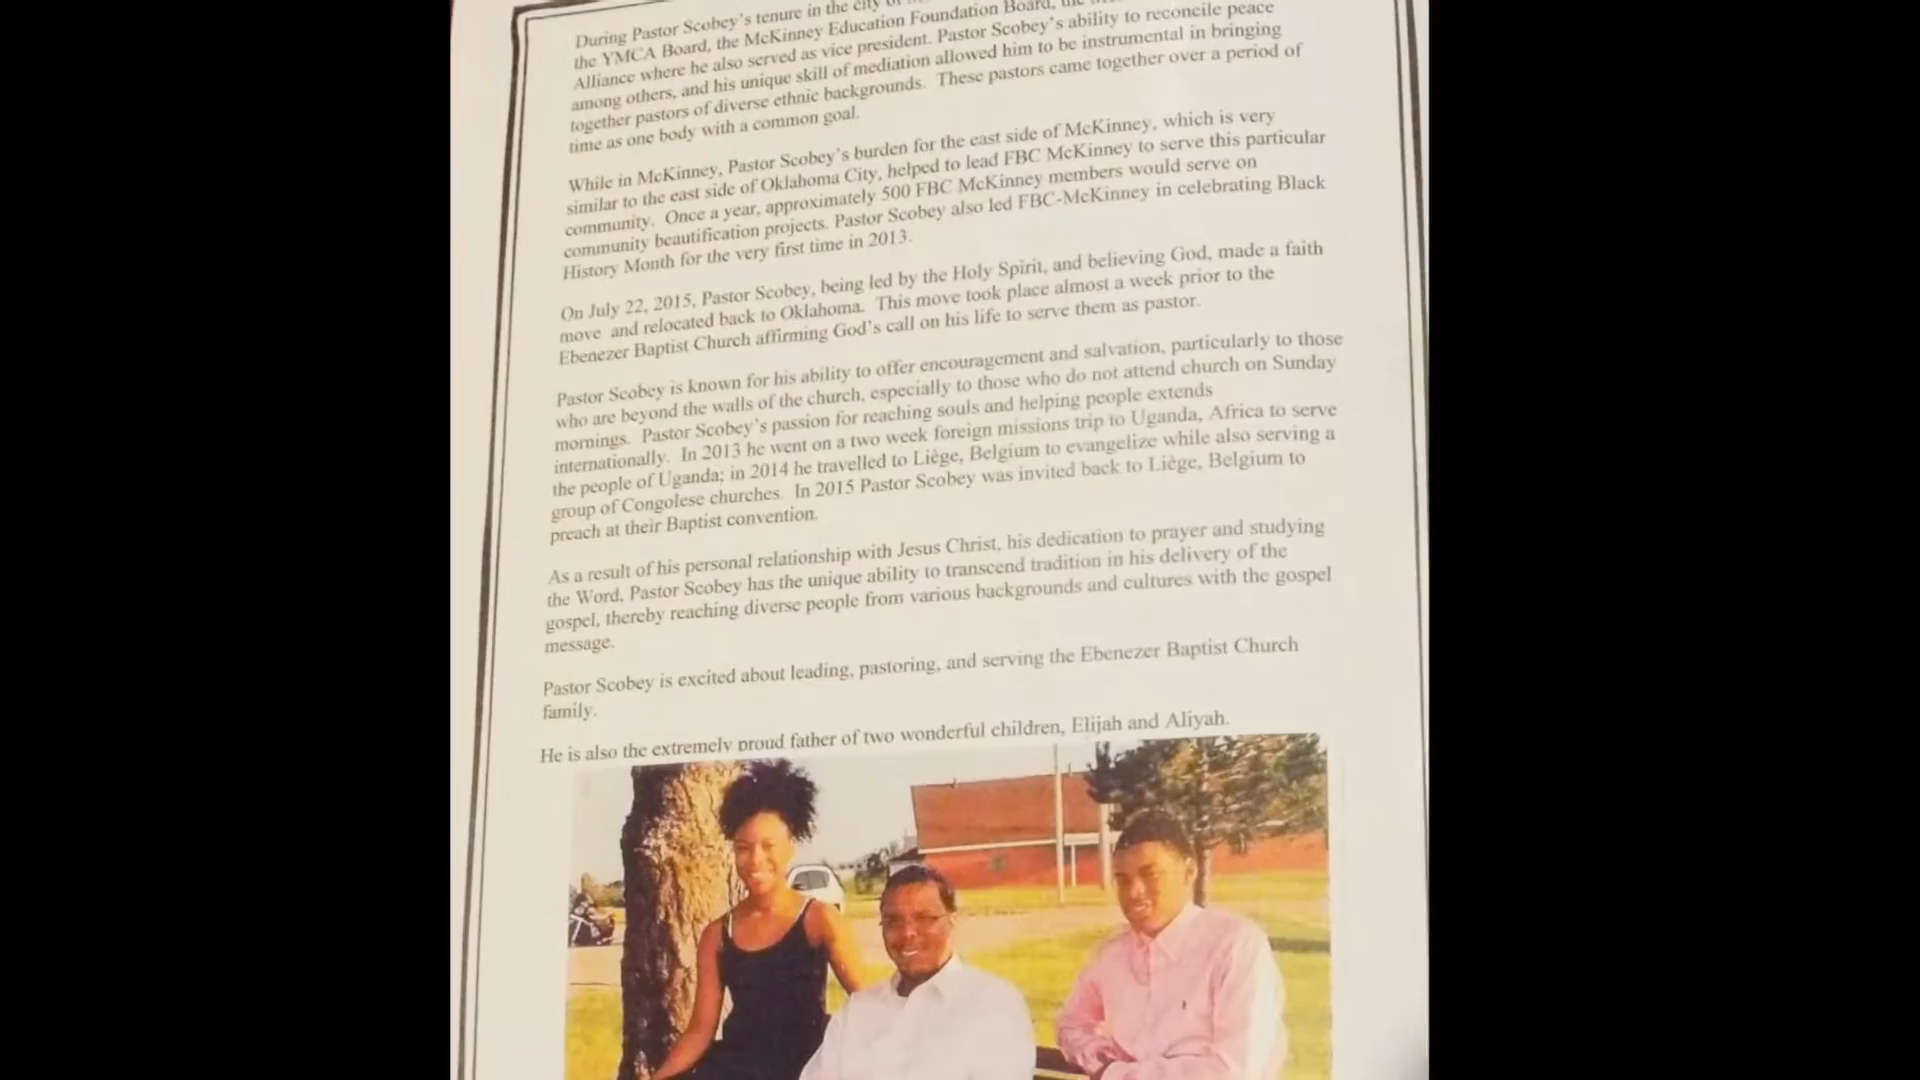 During Pastor Scobey's tenure in the city
the YMCA Board, the McKinney Education Foundation Board,
Alliance where he also served as vice president. Pastor Scobey's ability to reconcile peace
among others, and his unique skill of mediation allowed him to be instrumental in bringing
together pastors of diverse ethnic backgrounds. These pastors came together over a period of
time as one body with a common goal.
While in McKinney, Pastor Scobey's burden for the east side of McKinney, which is very
similar to the east side of Oklahoma City, helped to lead FBC McKinney to serve this particular
community. Once a year, approximately 500 FBC McKinney members would serve on
community beautification projects. Pastor Scobey also led FBC-McKinney in celebrating Black
History Month for the very first time in 2013.
On July 22, 2015, Pastor Scobey, being led by the Holy Spirit, and believing God, made a faith
move and relocated back to Oklahoma. This move took place almost a week prior to the
Ebenezer Baptist Church affirming God's call on his life to serve them as pastor.
Pastor Scobey is known for his ability to offer encouragement and salvation, particularly to those
who are beyond the walls of the church, especially to those who do not attend church on Sunday
mornings. Pastor Scobey's passion for reaching souls and helping people extends
internationally. In 2013 he went on a two week foreign missions trip to Uganda, Africa to serve
the people of Uganda; in 2014 he travelled to Liège, Belgium to evangelize while also serving a
group of Congolese churches. In 2015 Pastor Scobey was invited back to Liège, Belgium to
preach at their Baptist convention.
As a result of his personal relationship with Jesus Christ, his dedication to prayer and studying
the Word, Pastor Scobey has the unique ability to transcend tradition in his delivery of the
gospel, thereby reaching diverse people from various backgrounds and cultures with the gospel
message.
Pastor Scobey is excited about leading, pastoring, and serving the Ebenezer Baptist Church
family.
He is also the extremely proud father of two wonderful children, Elijah and Aliyah.